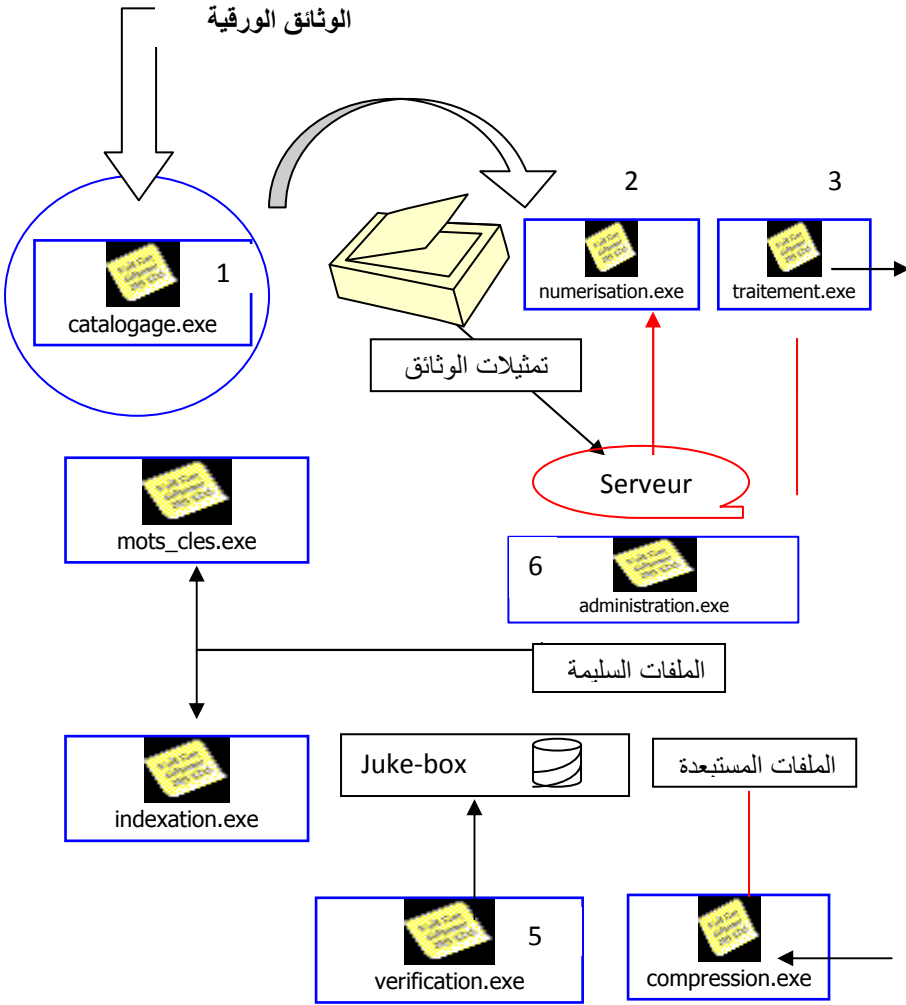 الوثائق الورقية
2
3
1
catalogage.exe
numerisation.exe
traitement.exe
تمثيلات الوثائق
Serveur
mots_cles.exe
6
administration.exe
الملفات السليمة
indexation.exe
Juke-box
الملفات المستبعدة
5
verification.exe
compression.exe